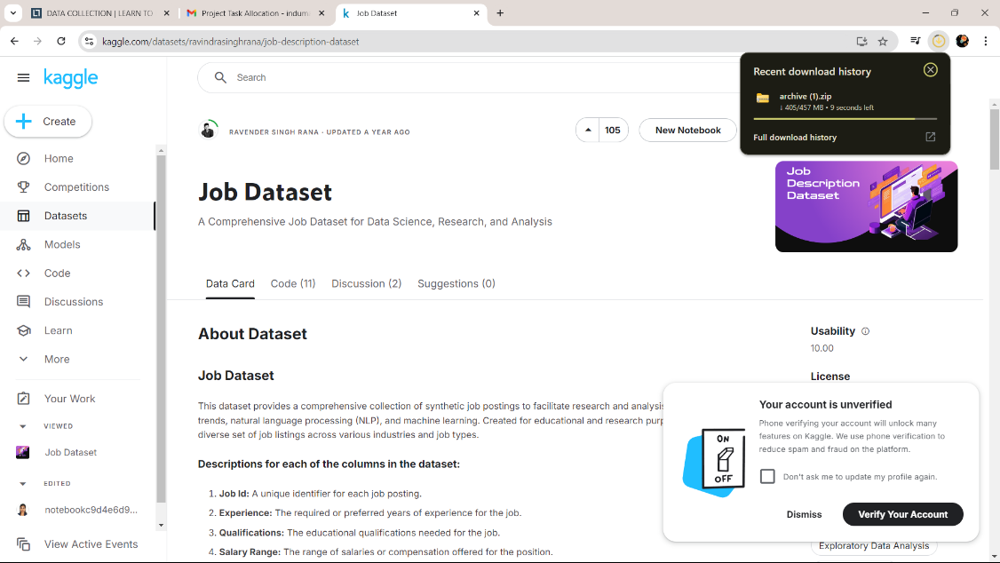 DATA COLLECTION | LEARN TO
Project Task Allocation - indum
Job Dataset
kaggle.com/datasets/ravindrasinghrana/job-description-dataset
kaggle
Search
Create
Home
Competitions
Datasets
Models
Code
Discussions
Learn
More
Your Work
VIEWED
Job Dataset
EDITED
notebookc9d4e6d9...
View Active Events
RAVENDER SINGH RANA · UPDATED A YEAR AGO
105
New Notebook
Recent download history
archive (1).zip
↓ 405/457 MB • 9 seconds left
Full download history
Job Dataset
A Comprehensive Job Dataset for Data Science, Research, and Analysis
Job
Description
Dataset
Data Card
Code (11)
Discussion (2)
Suggestions (0)
About Dataset
Job Dataset
This dataset provides a comprehensive collection of synthetic job postings to facilitate research and analysis
trends, natural language processing (NLP), and machine learning. Created for educational and research purp
diverse set of job listings across various industries and job types.
Descriptions for each of the columns in the dataset:
1. Job Id: A unique identifier for each job posting.
2. Experience: The required or preferred years of experience for the job.
3. Qualifications: The educational qualifications needed for the job.
4. Salary Range: The range of salaries or compensation offered for the position.
Usability
10.00
License
Your account is unverified
Phone verifying your account will unlock many
features on Kaggle. We use phone verification to
reduce spam and fraud on the platform.
ON
OFF
Don't ask me to update my profile again.
Dismiss
Verify Your Account
Exploratory Data Analysis